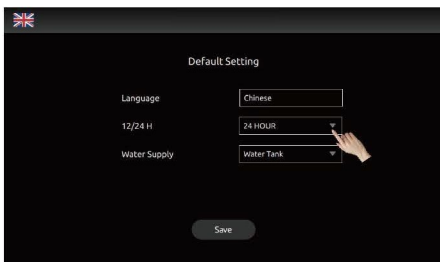 Default Setting
Language Chinese
12/24 H 24 HOUR
Water Supply Water Tank
Save